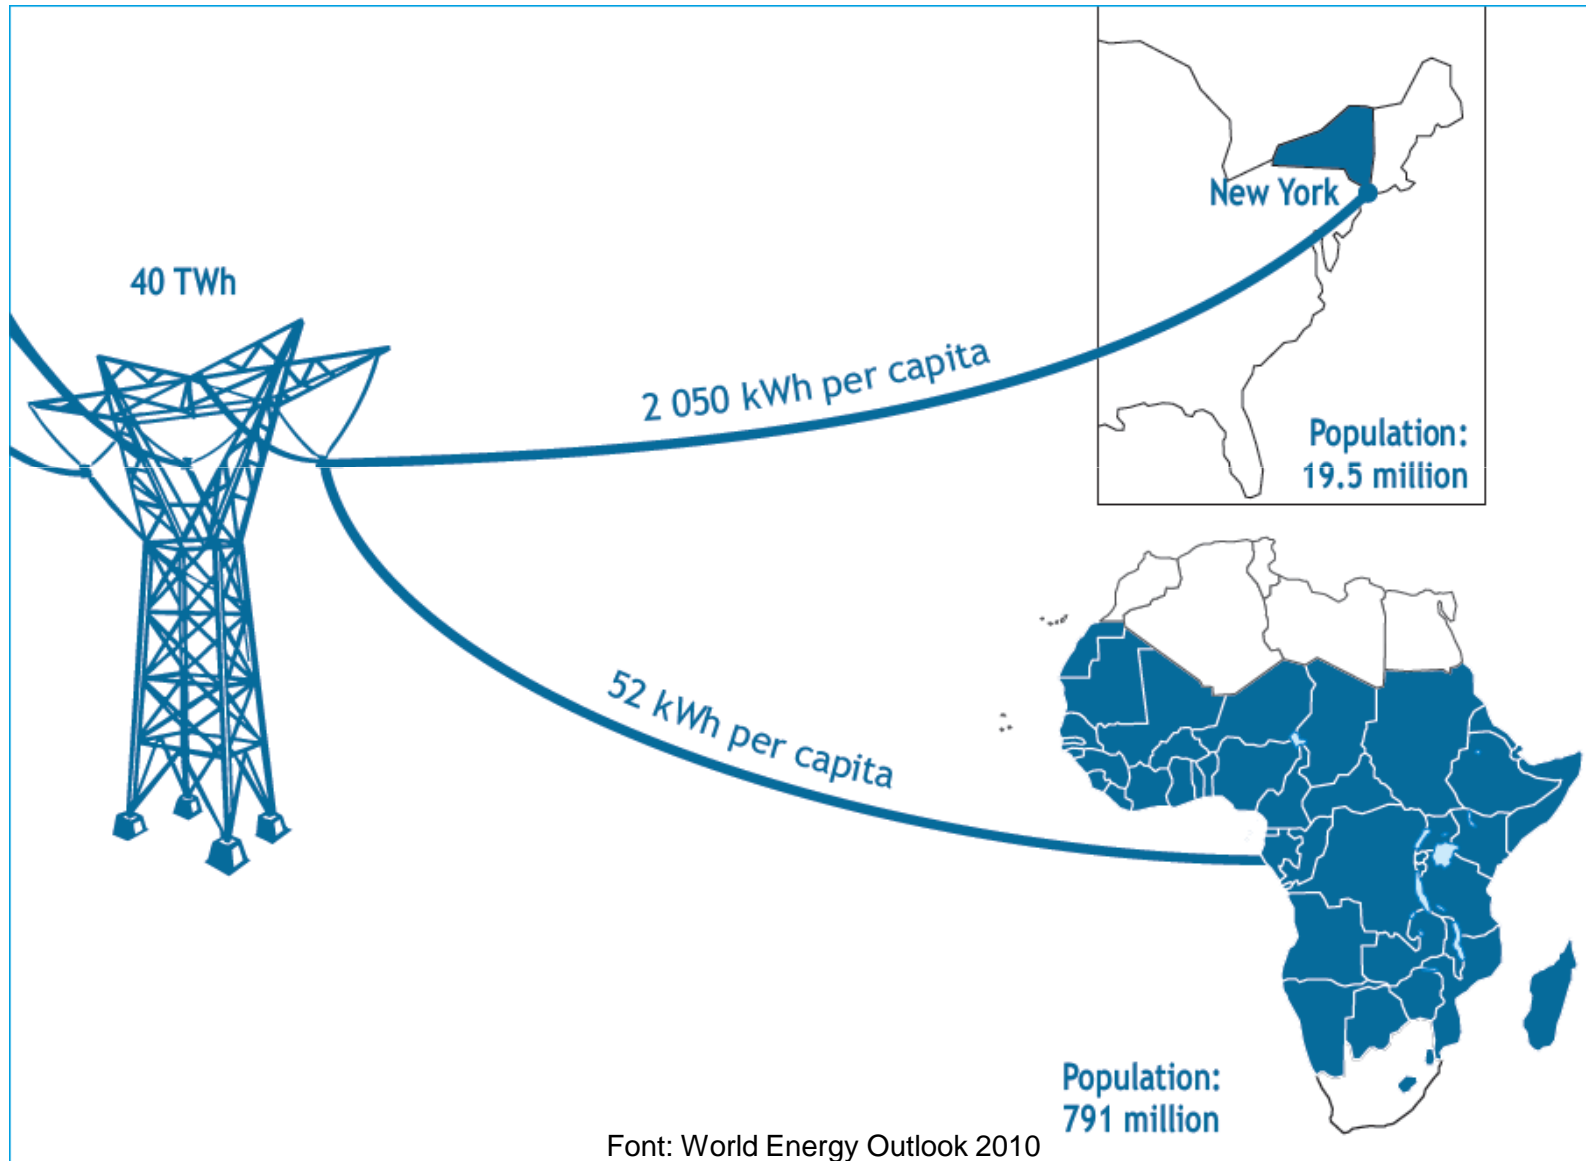 40 TWh
New York
2 050 kWh per capita
Population:
19.5 million
52 kWh per capita
Population:
791 million
Font: World Energy Outlook 2010